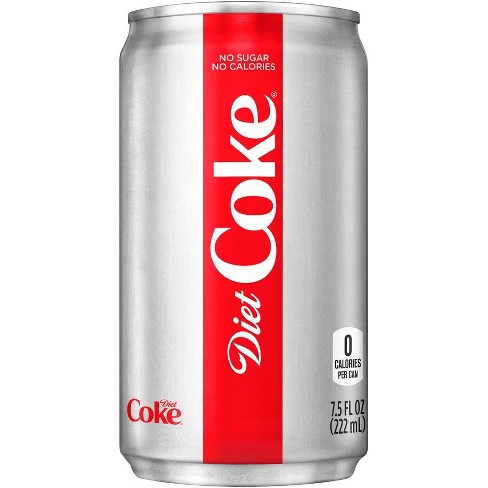 NO SUGAR
NO CALORIES
Diet Coke®
Diet
Coke
0
CALORIES
PER CAN
7.5 FL OZ
(222 mL)